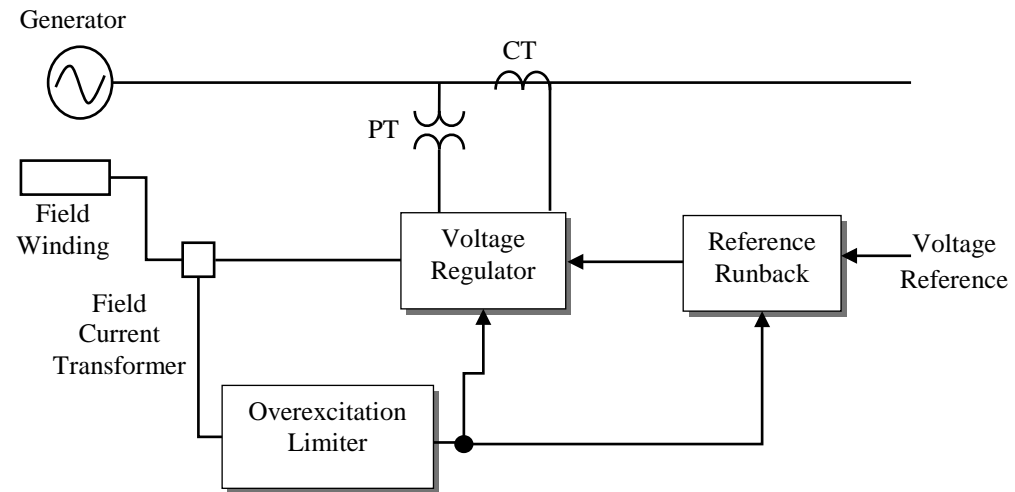 Generator
CT
PT
Field
Winding
Voltage
Regulator
Reference
Runback
Voltage
Reference
Field
Current
Transformer
Overexcitation
Limiter